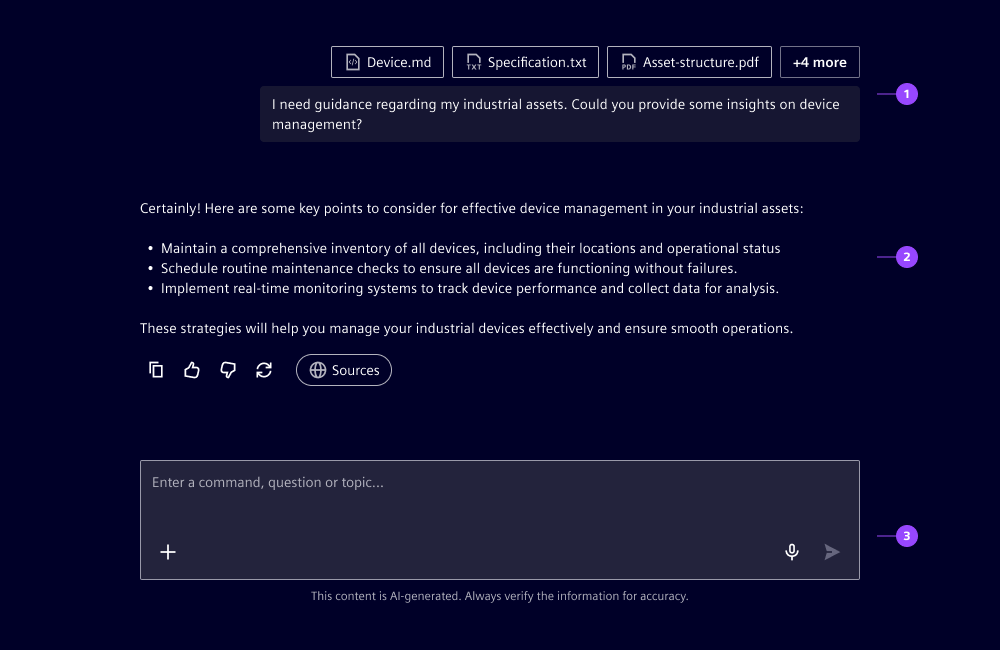 Device.md TXT Specification.txt PDF Asset-structure.pdf +4 more
1
I need guidance regarding my industrial assets. Could you provide some insights on device
management?
Certainly! Here are some key points to consider for effective device management in your industrial assets:
• Maintain a comprehensive inventory of all devices, including their locations and operational status
2
• Schedule routine maintenance checks to ensure all devices are functioning without failures.
• Implement real-time monitoring systems to track device performance and collect data for analysis.
These strategies will help you manage your industrial devices effectively and ensure smooth operations.
Sources
Enter a command, question or topic...
3
This content is AI-generated. Always verify the information for accuracy.